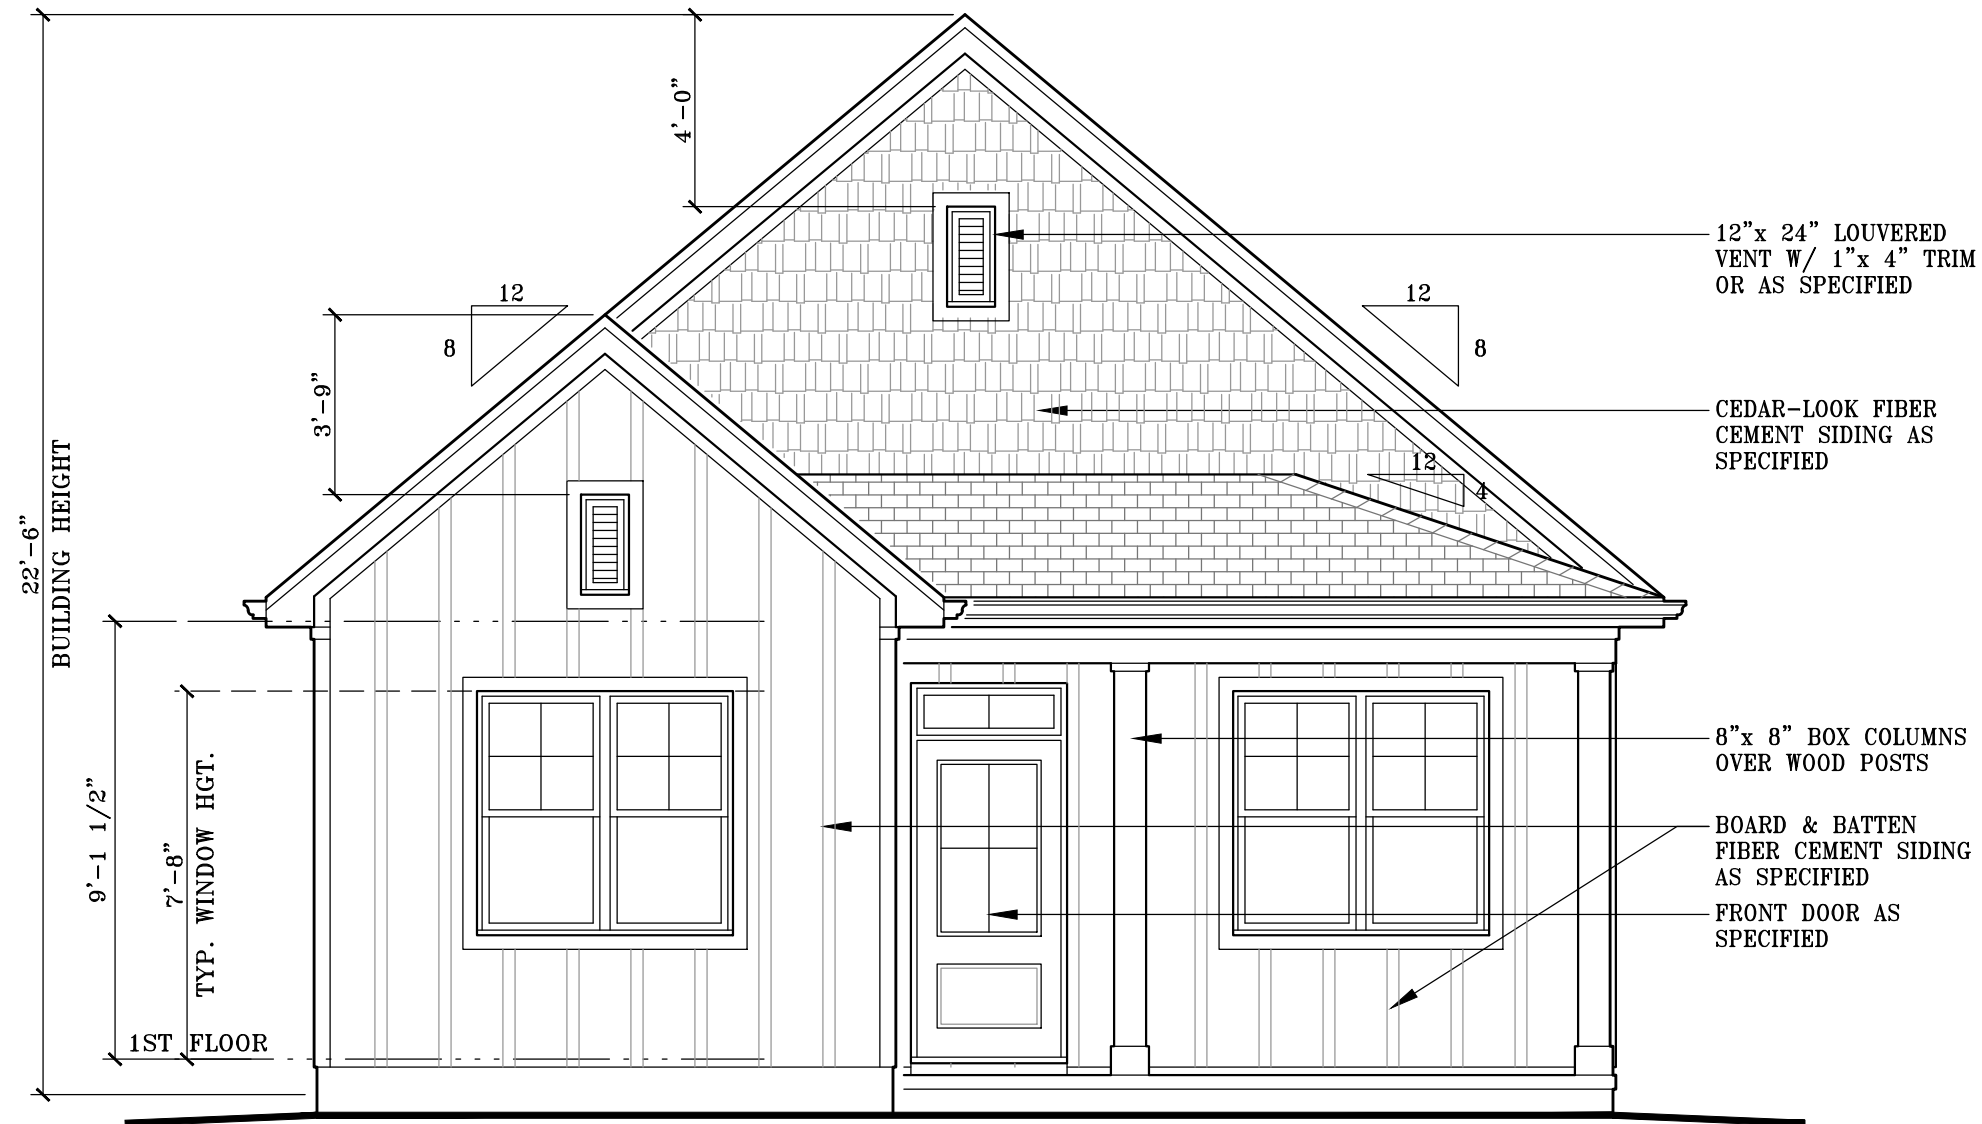 4'-0"
12"x 24" LOUVERED
VENT W/ 1"x 4" TRIM
OR AS SPECIFIED
12
8
12
8
3'-9"
CEDAR-LOOK FIBER
CEMENT SIDING AS
SPECIFIED
12
4
22'-6"
BUILDING HEIGHT
8"x 8" BOX COLUMNS
OVER WOOD POSTS
9'-1 1/2"
7'-8"
TYP. WINDOW HGT.
BOARD & BATTEN
FIBER CEMENT SIDING
AS SPECIFIED
FRONT DOOR AS
SPECIFIED
1ST FLOOR